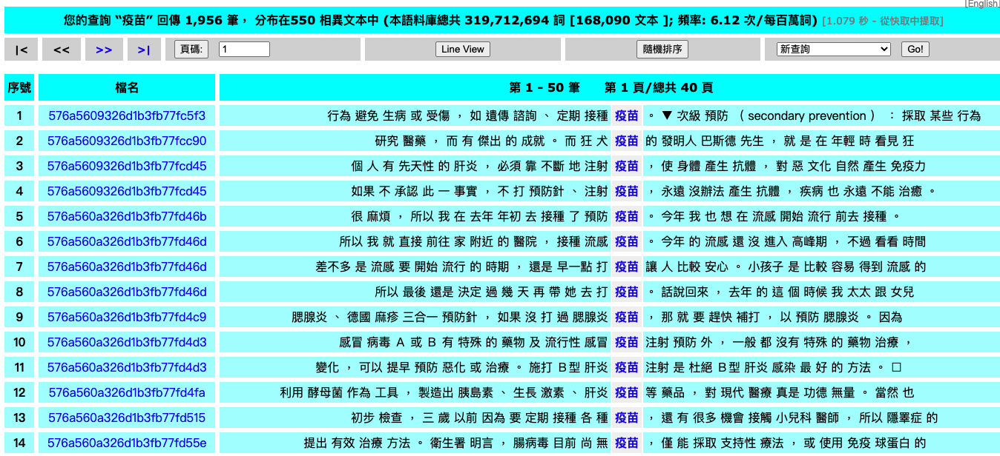 [English]
您的查詢 “疫苗” 回傳 1,956 筆， 分布在550 相異文本中 (本語料庫總共 319,712,694 詞 [168,090 文本 ]; 頻率: 6.12 次/每百萬詞) [1.079 秒 - 從快取中提取]
|< << >> >| 頁碼: 1 Line View 隨機排序 新查詢 Go!
序號 檔名 第 1 - 50 筆 第 1 頁/總共 40 頁
1 576a5609326d1b3fb77fc5f3 行為 避免 生病 或 受傷 ， 如 遺傳 諮詢 、 定期 接種 疫苗 。 ▼ 次級 預防 （ secondary prevention ） ： 採取 某些 行為
2 576a5609326d1b3fb77fcc90 研究 醫藥 ， 而 有 傑出 的 成就 。 而 狂 犬 疫苗 的 發明人 巴斯德 先生 ， 就 是 在 年輕 時 看見 狂
3 576a5609326d1b3fb77fcd45 個 人 有 先天性 的 肝炎 ， 必須 靠 不斷 地 注射 疫苗 ， 使 身體 產生 抗體 ， 對 惡 文化 自然 產生 免疫力
4 576a5609326d1b3fb77fcd45 如果 不 承認 此 一 事實 ， 不 打 預防針 、 注射 疫苗 ， 永遠 沒辦法 產生 抗體 ， 疾病 也 永遠 不能 治癒 。
5 576a560a326d1b3fb77fd46b 很 麻煩 ， 所以 我 在 去年 年初 去 接種 了 預防 疫苗 。 今年 我 也 想 在 流感 開始 流行 前去 接種 。
6 576a560a326d1b3fb77fd46d 所以 我 就 直接 前往 家 附近 的 醫院 ， 接種 流感 疫苗 。 今年 的 流感 還 沒 進入 高峰期 ， 不過 看看 時間
7 576a560a326d1b3fb77fd46d 差不多 是 流感 要 開始 流行 的 時期 ， 還是 早一點 打 疫苗 讓 人 比較 安心 。 小孩子 是 比較 容易 得到 流感 的
8 576a560a326d1b3fb77fd46d 所以 最後 還是 決定 過 幾 天 再 帶 她 去 打 疫苗 。 話說回來 ， 去年 的 這 個 時候 我 太太 跟 女兒
9 576a560a326d1b3fb77fd4c9 腮腺炎 、 德國 麻疹 三合一 預防針 ， 如果 沒 打 過 腮腺炎 疫苗 ， 那 就 要 趕快 補打 ， 以 預防 腮腺炎 。 因為
10 576a560a326d1b3fb77fd4d3 感冒 病毒 Ａ 或 Ｂ 有 特殊 的 藥物 及 流行性 感冒 疫苗 注射 預防 外 ， 一般 都 沒有 特殊 的 藥物 治療 ，
11 576a560a326d1b3fb77fd4d3 變化 ， 可以 提早 預防 惡化 或 治療 。 施打 Ｂ型 肝炎 疫苗 注射 是 杜絕 Ｂ型 肝炎 感染 最 好 的 方法 。 □
12 576a560a326d1b3fb77fd4fa 利用 酵母菌 作為 工具 ， 製造出 胰島素 、 生長 激素 、 肝炎 疫苗 等 藥品 ， 對 現代 醫療 真是 功德 無量 。 當然 也
13 576a560a326d1b3fb77fd515 初步 檢查 ， 三 歲 以前 因為 要 定期 接種 各 種 疫苗 ， 還 有 很多 機會 接觸 小兒科 醫師 ， 所以 隱睪症 的
14 576a560a326d1b3fb77fd55e 提出 有效 治療 方法 。 衛生署 明言 ， 腸病毒 目前 尚 無 疫苗 ， 僅 能 採取 支持性 療法 ， 或 使用 免疫 球蛋白 的